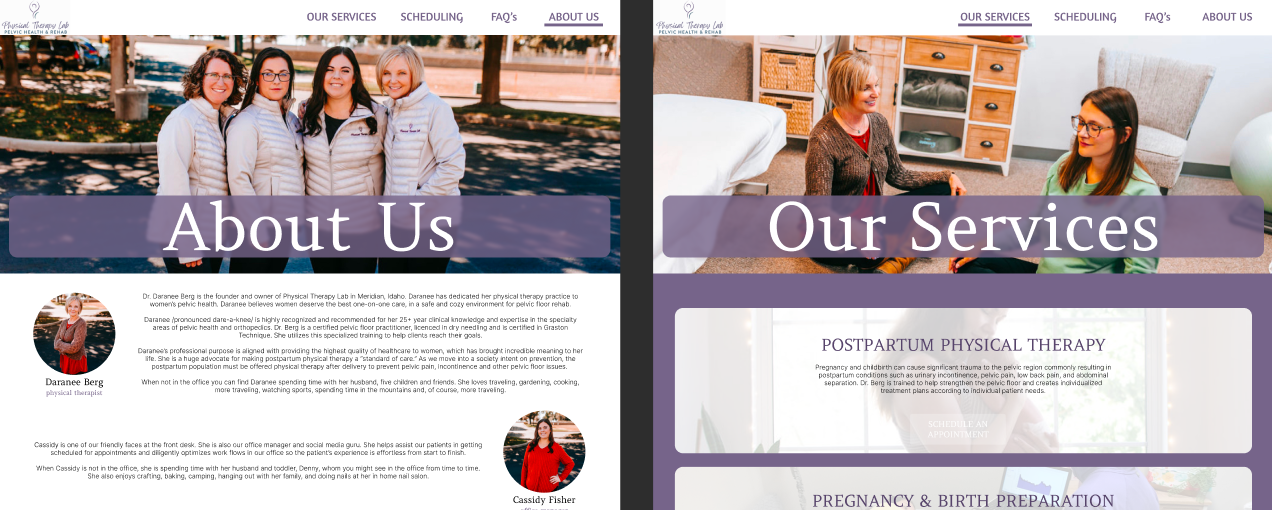 Physical Therapy Lab
PELVIC HEALTH & REHAB
OUR SERVICES
SCHEDULING
FAQ's
ABOUT US
About Us
Dr. Daranee Berg is the founder and owner of Physical Therapy Lab in Meridian, Idaho. Daranee has dedicated her physical therapy practice to
women's pelvic health. Daranee believes women deserve the best one-on-one care, in a safe and cozy environment for pelvic floor rehab.
Daranee /pronounced dare-a-knee/ is highly recognized and recommended for her 25+ year clinical knowledge and expertise in the specialty
areas of pelvic health and orthopedics. Dr. Berg is a certified pelvic floor practitioner, licenced in dry needling and is certified in Graston
Technique. She utilizes this specialized training to help clients reach their goals.
Daranee's professional purpose is aligned with providing the highest quality of healthcare to women, which has brought incredible meaning to her
life. She is a huge advocate for making postpartum physical therapy a "standard of care." As we move into a society intent on prevention, the
postpartum population must be offered physical therapy after delivery to prevent pelvic pain, incontinence and other pelvic floor issues.
When not in the office you can find Daranee spending time with her husband, five children and friends. She loves traveling, gardening, cooking,
more traveling, watching sports, spending time in the mountains and, of course, more traveling.
Daranee Berg
physical therapist
Cassidy is one of our friendly faces at the front desk. She is also our office manager and social media guru. She helps assist our patients in getting
scheduled for appointments and diligently optimizes work flows in our office so the patient's experience is effortless from start to finish.
When Cassidy is not in the office, she is spending time with her husband and toddler, Denny, whom you might see in the office from time to time.
She also enjoys crafting, baking, camping, hanging out with her family, and doing nails at her in home nail salon.
Cassidy Fisher
Physical Therapy Lab
PELVIC HEALTH & REHAB
OUR SERVICES
SCHEDULING
FAQ's
ABOUT US
Our Services
POSTPARTUM PHYSICAL THERAPY
Pregnancy and childbirth can cause significant trauma to the pelvic region commonly resulting in
postpartum conditions such as urinary incontinence, pelvic pain, low back pain, and abdominal
separation. Dr. Berg is trained to help strengthen the pelvic floor and creates individualized
treatment plans according to individual patient needs.
SCHEDULE AN
APPOINTMENT
PREGNANCY & BIRTH PREPARATION